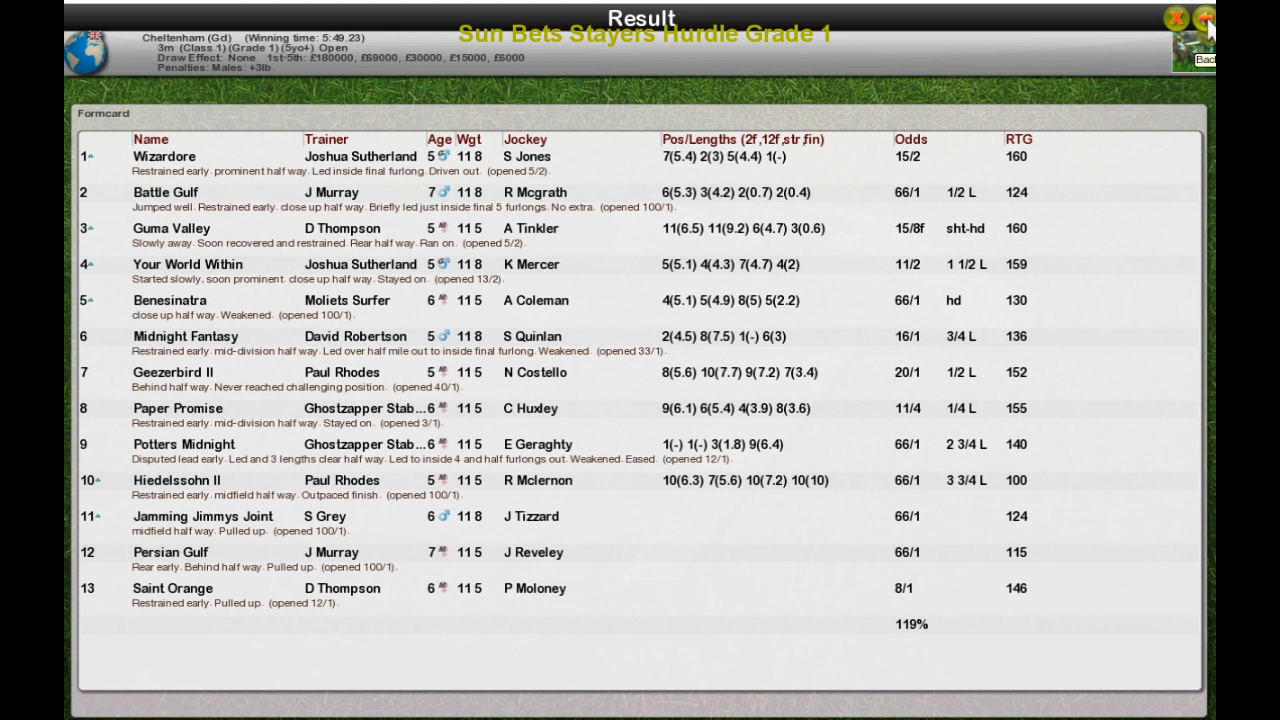 Result
Sun Bets Stayers Hurdle Grade 1
Cheltenham (Gd) (Winning time: 5:49.23)
3m (Class 1) (Grade 1) (5yo+) Open
Draw Effect: None 1st-5th: £180000, £69000, £30000, £15000, £6000
Penalties: Males: +3lb.
Back
Formcard
Name Trainer Age Wgt Jockey Pos/Lengths (2f,12f,str,fin) Odds RTG
1 Wizardore Joshua Sutherland 5 11 8 S Jones 7(5.4) 2(3) 5(4.4) 1(-) 15/2 160
Restrained early. prominent half way. Led inside final furlong. Driven out. (opened 5/2).
2 Battle Gulf J Murray 7 11 8 R Mcgrath 6(5.3) 3(4.2) 2(0.7) 2(0.4) 66/1 1/2 L 124
Jumped well. Restrained early. close up half way. Briefly led just inside final 5 furlongs. No extra. (opened 100/1).
3 Guma Valley D Thompson 5 11 5 A Tinkler 11(6.5) 11(9.2) 6(4.7) 3(0.6) 15/8f sht-hd 160
Slowly away. Soon recovered and restrained. Rear half way. Ran on. (opened 5/2).
4 Your World Within Joshua Sutherland 5 11 8 K Mercer 5(5.1) 4(4.3) 7(4.7) 4(2) 11/2 1 1/2 L 159
Started slowly, soon prominent. close up half way. Stayed on. (opened 13/2).
5 Benesinatra Moliets Surfer 6 11 5 A Coleman 4(5.1) 5(4.9) 8(5) 5(2.2) 66/1 hd 130
close up half way. Weakened. (opened 100/1).
6 Midnight Fantasy David Robertson 5 11 8 S Quinlan 2(4.5) 8(7.5) 1(-) 6(3) 16/1 3/4 L 136
Restrained early. mid-division half way. Led over half mile out to inside final furlong. Weakened. (opened 33/1).
7 Geezerbird II Paul Rhodes 5 11 5 N Costello 8(5.6) 10(7.7) 9(7.2) 7(3.4) 20/1 1/2 L 152
Behind half way. Never reached challenging position. (opened 40/1).
8 Paper Promise Ghostzapper Stab... 6 11 5 C Huxley 9(6.1) 6(5.4) 4(3.9) 8(3.6) 11/4 1/4 L 155
Restrained early. mid-division half way. Stayed on. (opened 3/1).
9 Potters Midnight Ghostzapper Stab... 6 11 5 E Geraghty 1(-) 1(-) 3(1.8) 9(6.4) 66/1 2 3/4 L 140
Disputed lead early. Led and 3 lengths clear half way. Led to inside 4 and half furlongs out. Weakened. Eased. (opened 12/1).
10 Hiedelssohn II Paul Rhodes 5 11 5 R Mclernon 10(6.3) 7(5.6) 10(7.2) 10(10) 66/1 3 3/4 L 100
Restrained early. midfield half way. Outpaced finish. (opened 100/1).
11 Jamming Jimmys Joint S Grey 6 11 8 J Tizzard 66/1 124
midfield half way. Pulled up. (opened 100/1).
12 Persian Gulf J Murray 7 11 5 J Reveley 66/1 115
Rear early. Behind half way. Pulled up. (opened 100/1).
13 Saint Orange D Thompson 6 11 5 P Moloney 8/1 146
Restrained early. Pulled up. (opened 12/1).
119%